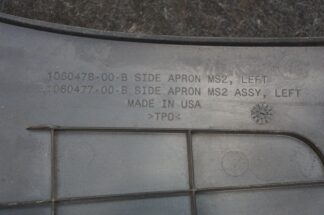 1060478-00-B SIDE APRON MS2, LEFT
1060477-00-B SIDE APRON MS2 ASSY, LEFT
MADE IN USA
>TPO<